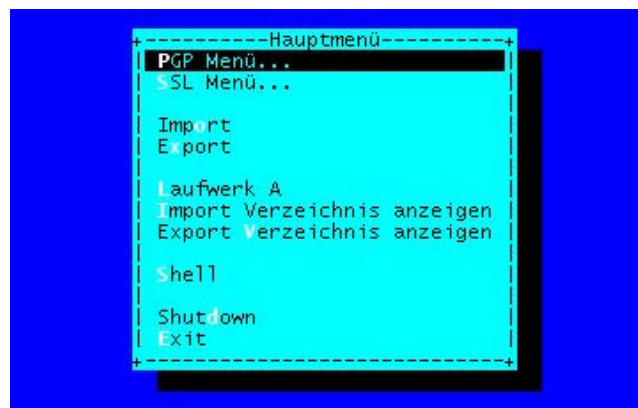 Hauptmenü
PGP Menü...
SSL Menü...
Import
Export
Laufwerk A
Import Verzeichnis anzeigen
Export Verzeichnis anzeigen
Shell
Shutdown
Exit